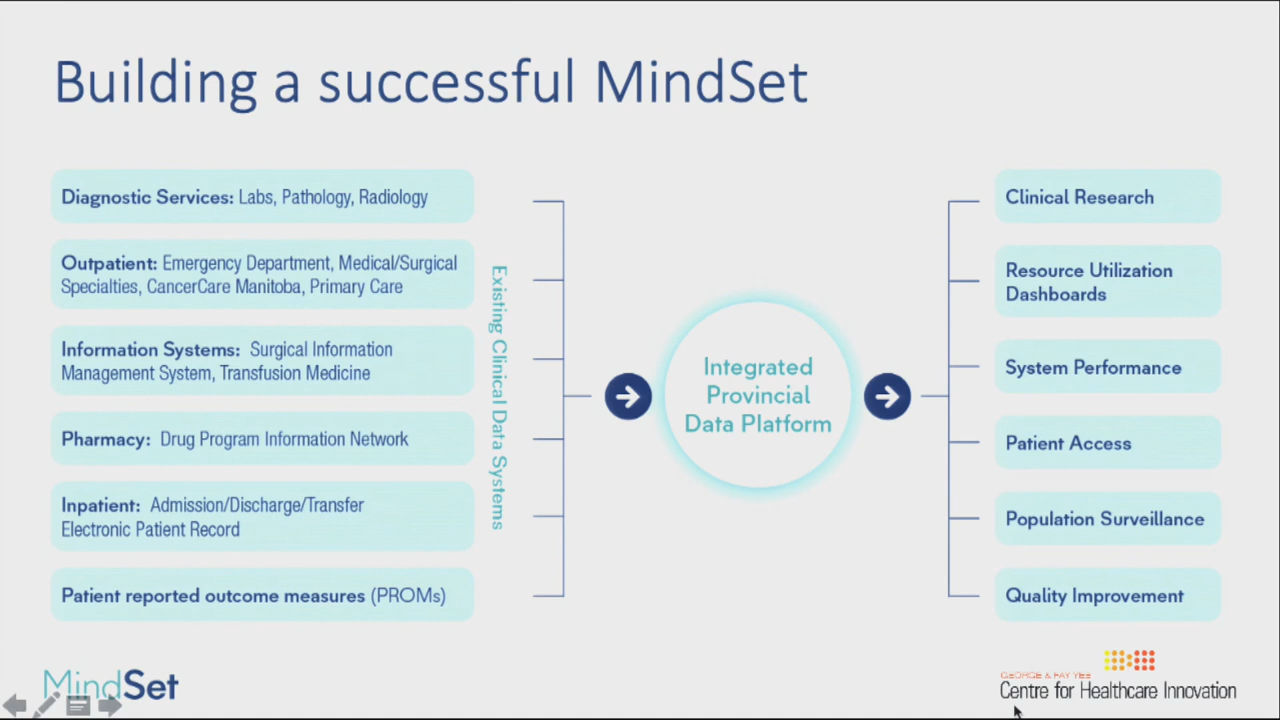 Building a successful MindSet
Diagnostic Services: Labs, Pathology, Radiology
Outpatient: Emergency Department, Medical/Surgical
Specialties, CancerCare Manitoba, Primary Care
Information Systems: Surgical Information
Management System, Transfusion Medicine
Pharmacy: Drug Program Information Network
Inpatient: Admission/Discharge/Transfer
Electronic Patient Record
Patient reported outcome measures (PROMs)
Existing Clinical Data Systems
Integrated
Provincial
Data Platform
Clinical Research
Resource Utilization
Dashboards
System Performance
Patient Access
Population Surveillance
Quality Improvement
MindSet
GEORGE & FAY YEE
Centre for Healthcare Innovation